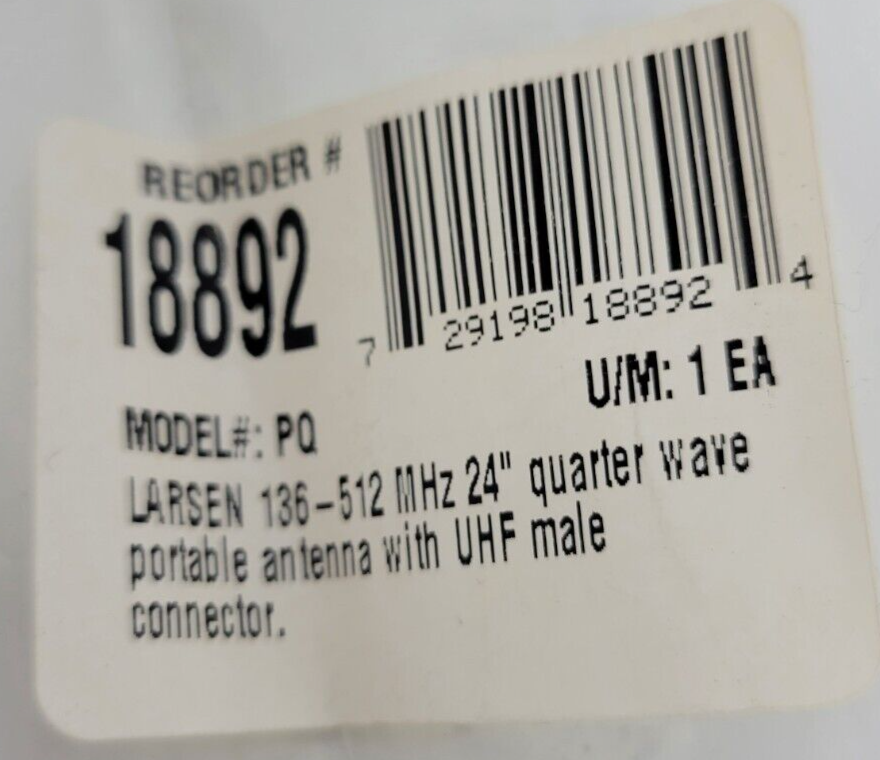 REORDER #
18892
7 29198 18892 4
U/M: 1 EA
MODEL#: PQ
LARSEN 136-512 MHz 24" quarter wave
portable antenna with UHF male
connector.